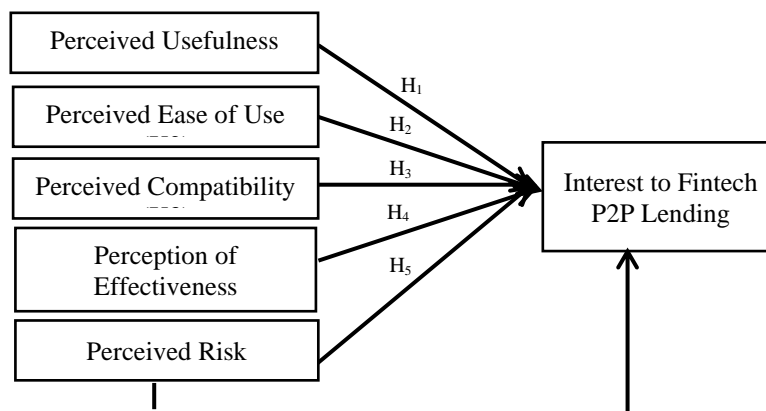 Perceived Usefulness
Perceived Ease of Use
Perceived Compatibility
Perception of
Effectiveness
Perceived Risk
H1
H2
H3
H4
H5
Interest to Fintech
P2P Lending